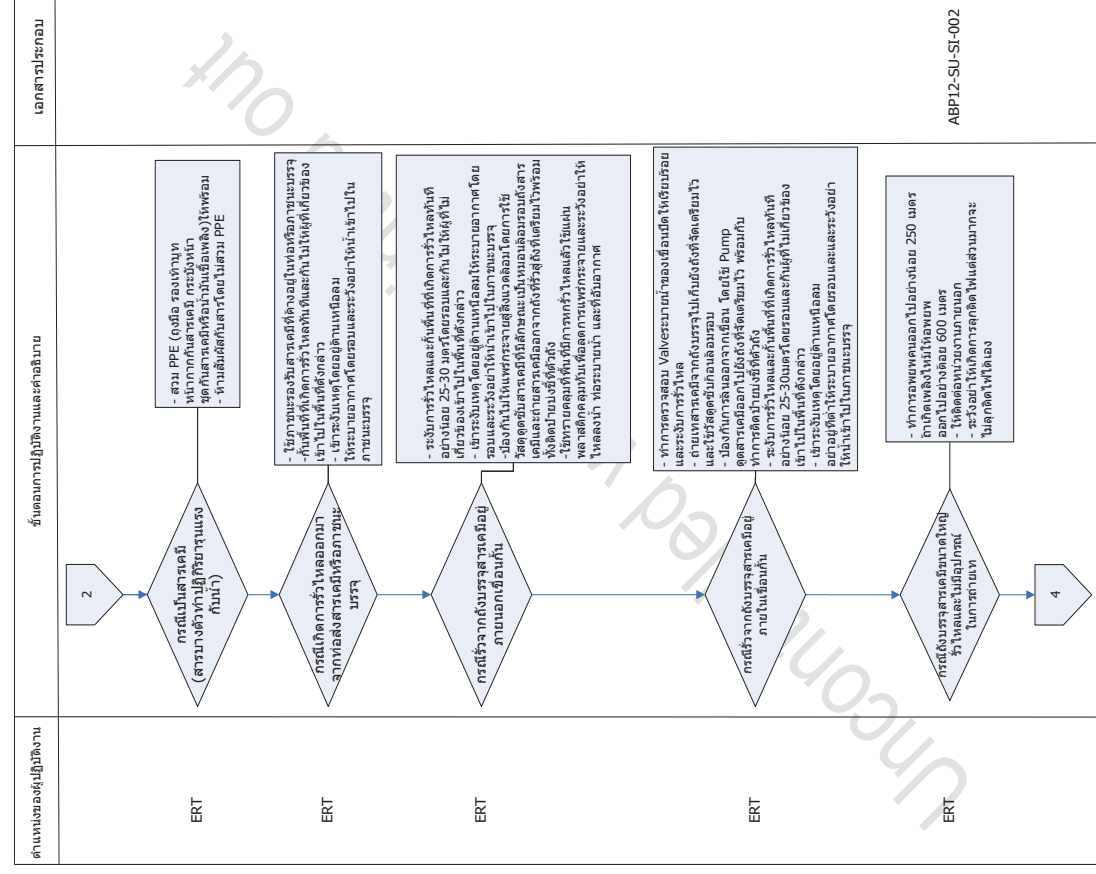 ตำแหน่งของผู้ปฏิบัติงาน
ขั้นตอนการปฏิบัติงานและคำอธิบาย
เอกสารประกอบ
2
ERT
กรณีเป็นสารเคมี
(สารบางตัวทำปฏิกิริยารุนแรง
กับน้ำ)
- สวม PPE (ถุงมือ รองเท้าบูท
หน้ากากกันสารเคมี กระบังหน้า
ชุดกันสารเคมีหรือน้ำมันเชื้อเพลิง)ให้พร้อม
- ห้ามสัมผัสกับสารโดยไม่สวม PPE
ERT
กรณีเกิดการรั่วไหลออกมา
จากท่อส่งสารเคมีหรือภาชนะ
บรรจุ
- ใช้ภาชนะรองรับสารเคมีที่ค้างอยู่ในท่อหรือภาชนะบรรจุ
-กั้นพื้นที่ที่เกิดการรั่วไหลทันทีและกันไม่ให้ผู้ที่เกี่ยวของ
เข้าไปในพื้นที่ดังกล่าว
- เข้าระงับเหตุโดยอยู่ด้านเหนือลม
ให้ระบายอากาศโดยรอบและระวังอย่าให้น้ำเข้าไปใน
ภาชนะบรรจุ
ERT
กรณีรั่วจากถังบรรจุสารเคมีอยู่
ภายนอกเขื่อนกั้น
- ระงับการรั่วไหลและกั้นพื้นที่ที่เกิดการรั่วไหลทันที
อย่างน้อย 25-30 เมตรโดยรอบและกันไม่ให้ผู้ที่ไม่
เกี่ยวของเข้าไปในพื้นที่ดังกล่าว
- เข้าระงับเหตุโดยอยู่ด้านเหนือลมให้ระบายอากาศโดย
รอบและระวังอย่าให้น้ำเข้าไปในภาชนะบรรจุ
-ป้องกันไม่ให้แพร่กระจายสู่สิ่งแวดล้อมโดยการใช้
วัสดุดูดซับสารเคมีที่มีลักษณะเป็นหมอนล้อมรอบถังสาร
เคมีและถ่ายสารเคมีออกจากถังที่รั่วสู่ถังที่เตรียมไว้พร้อม
ทั้งติดป้ายบ่งชี้ที่ตัวถัง
-ใช้ทรายคลุมที่พื้นที่มีการหกรั่วไหลแล้วใช้แผ่น
พลาสติกคลุมทับเพื่อลดการแพร่กระจายและระวังอย่าให้
ไหลลงน้ำ ท่อระบายน้ำ และที่อับอากาศ
ERT
กรณีรั่วจากถังบรรจุสารเคมีอยู่
ภายในเขื่อนกั้น
- ทำการตรวจสอบ Valveระบายน้ำของเขื่อนปิดให้เรียบร้อย
และระงับการรั่วไหล
- ถ่ายเทสารเคมีจากถังบรรจุไปเก็บยังถังที่จัดเตรียมไว้
และใช้วัสดุดูดซับก้อนล้อมรอบ
- ป้องกันการล้นออกจากเขื่อน โดยใช้ Pump
ดูดสารเคมีออกไปยังถังที่จัดเตรียมไว้ พร้อมกับ
ทำการติดป้ายบ่งชี้ที่ตัวถัง
- ระงับการรั่วไหลและกั้นพื้นที่ที่เกิดการรั่วไหลทันที
อย่างน้อย 25-30เมตรโดยรอบและกันผู้ที่ไม่เกี่ยวของ
เข้าไปในพื้นที่ดังกล่าว
- เข้าระงับเหตุโดยอยู่ด้านเหนือลม
อย่าอยู่ที่ต่ำให้ระบายอากาศโดยรอบและและระวังอย่า
ให้น้ำเข้าไปในภาชนะบรรจุ
ERT
กรณีถังบรรจุสารเคมีขนาดใหญ่
รั่วไหลและไม่มีอุปกรณ์
ในการถ่ายเท
- ทำการอพยพคนออกไปอย่างน้อย 250 เมตร
ถ้าเกิดเพลิงไหม้ให้อพยพ
ออกไปอย่างต้อย 600 เมตร
- ให้ติดต่อหน่วยงานภายนอก
- ระวังอย่าให้เกิดการลุกติดไฟแต่ส่วนมากจะ
ไม่ลุกติดไฟได้เอง
ABP12-SU-SI-002
4